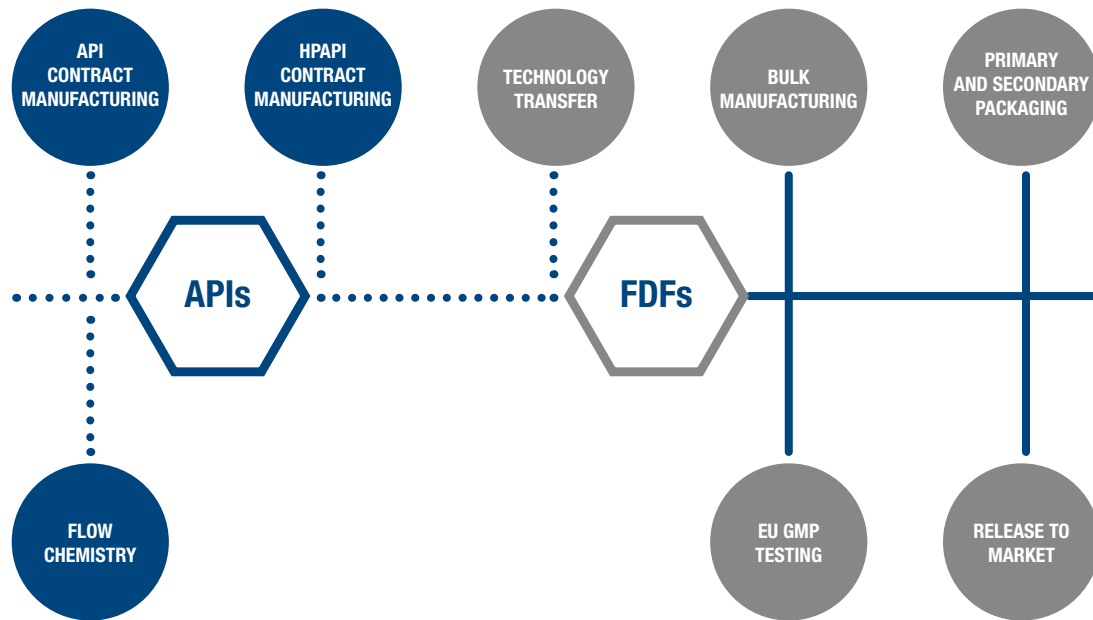 API
CONTRACT
MANUFACTURING
HPAPI
CONTRACT
MANUFACTURING
TECHNOLOGY
TRANSFER
BULK
MANUFACTURING
PRIMARY
AND SECONDARY
PACKAGING
APIs
FDFs
FLOW
CHEMISTRY
EU GMP
TESTING
RELEASE TO
MARKET